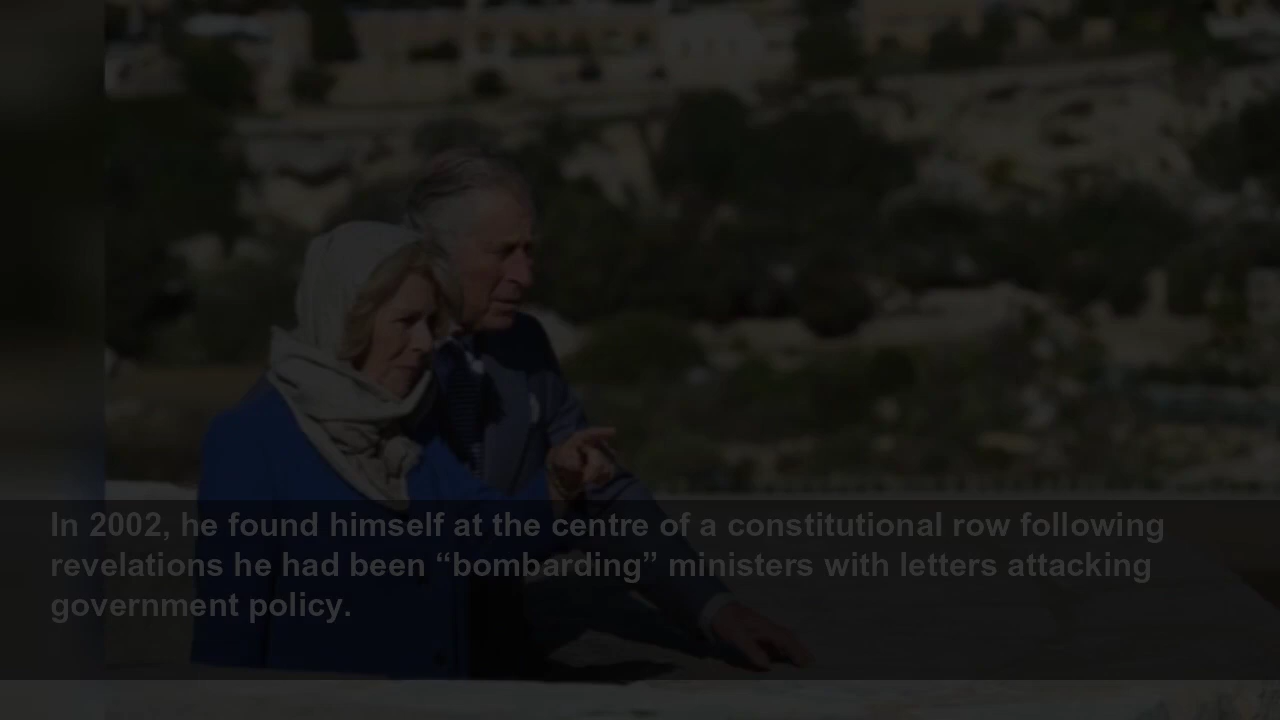 In 2002, he found himself at the centre of a constitutional row following
revelations he had been “bombarding” ministers with letters attacking
government policy.